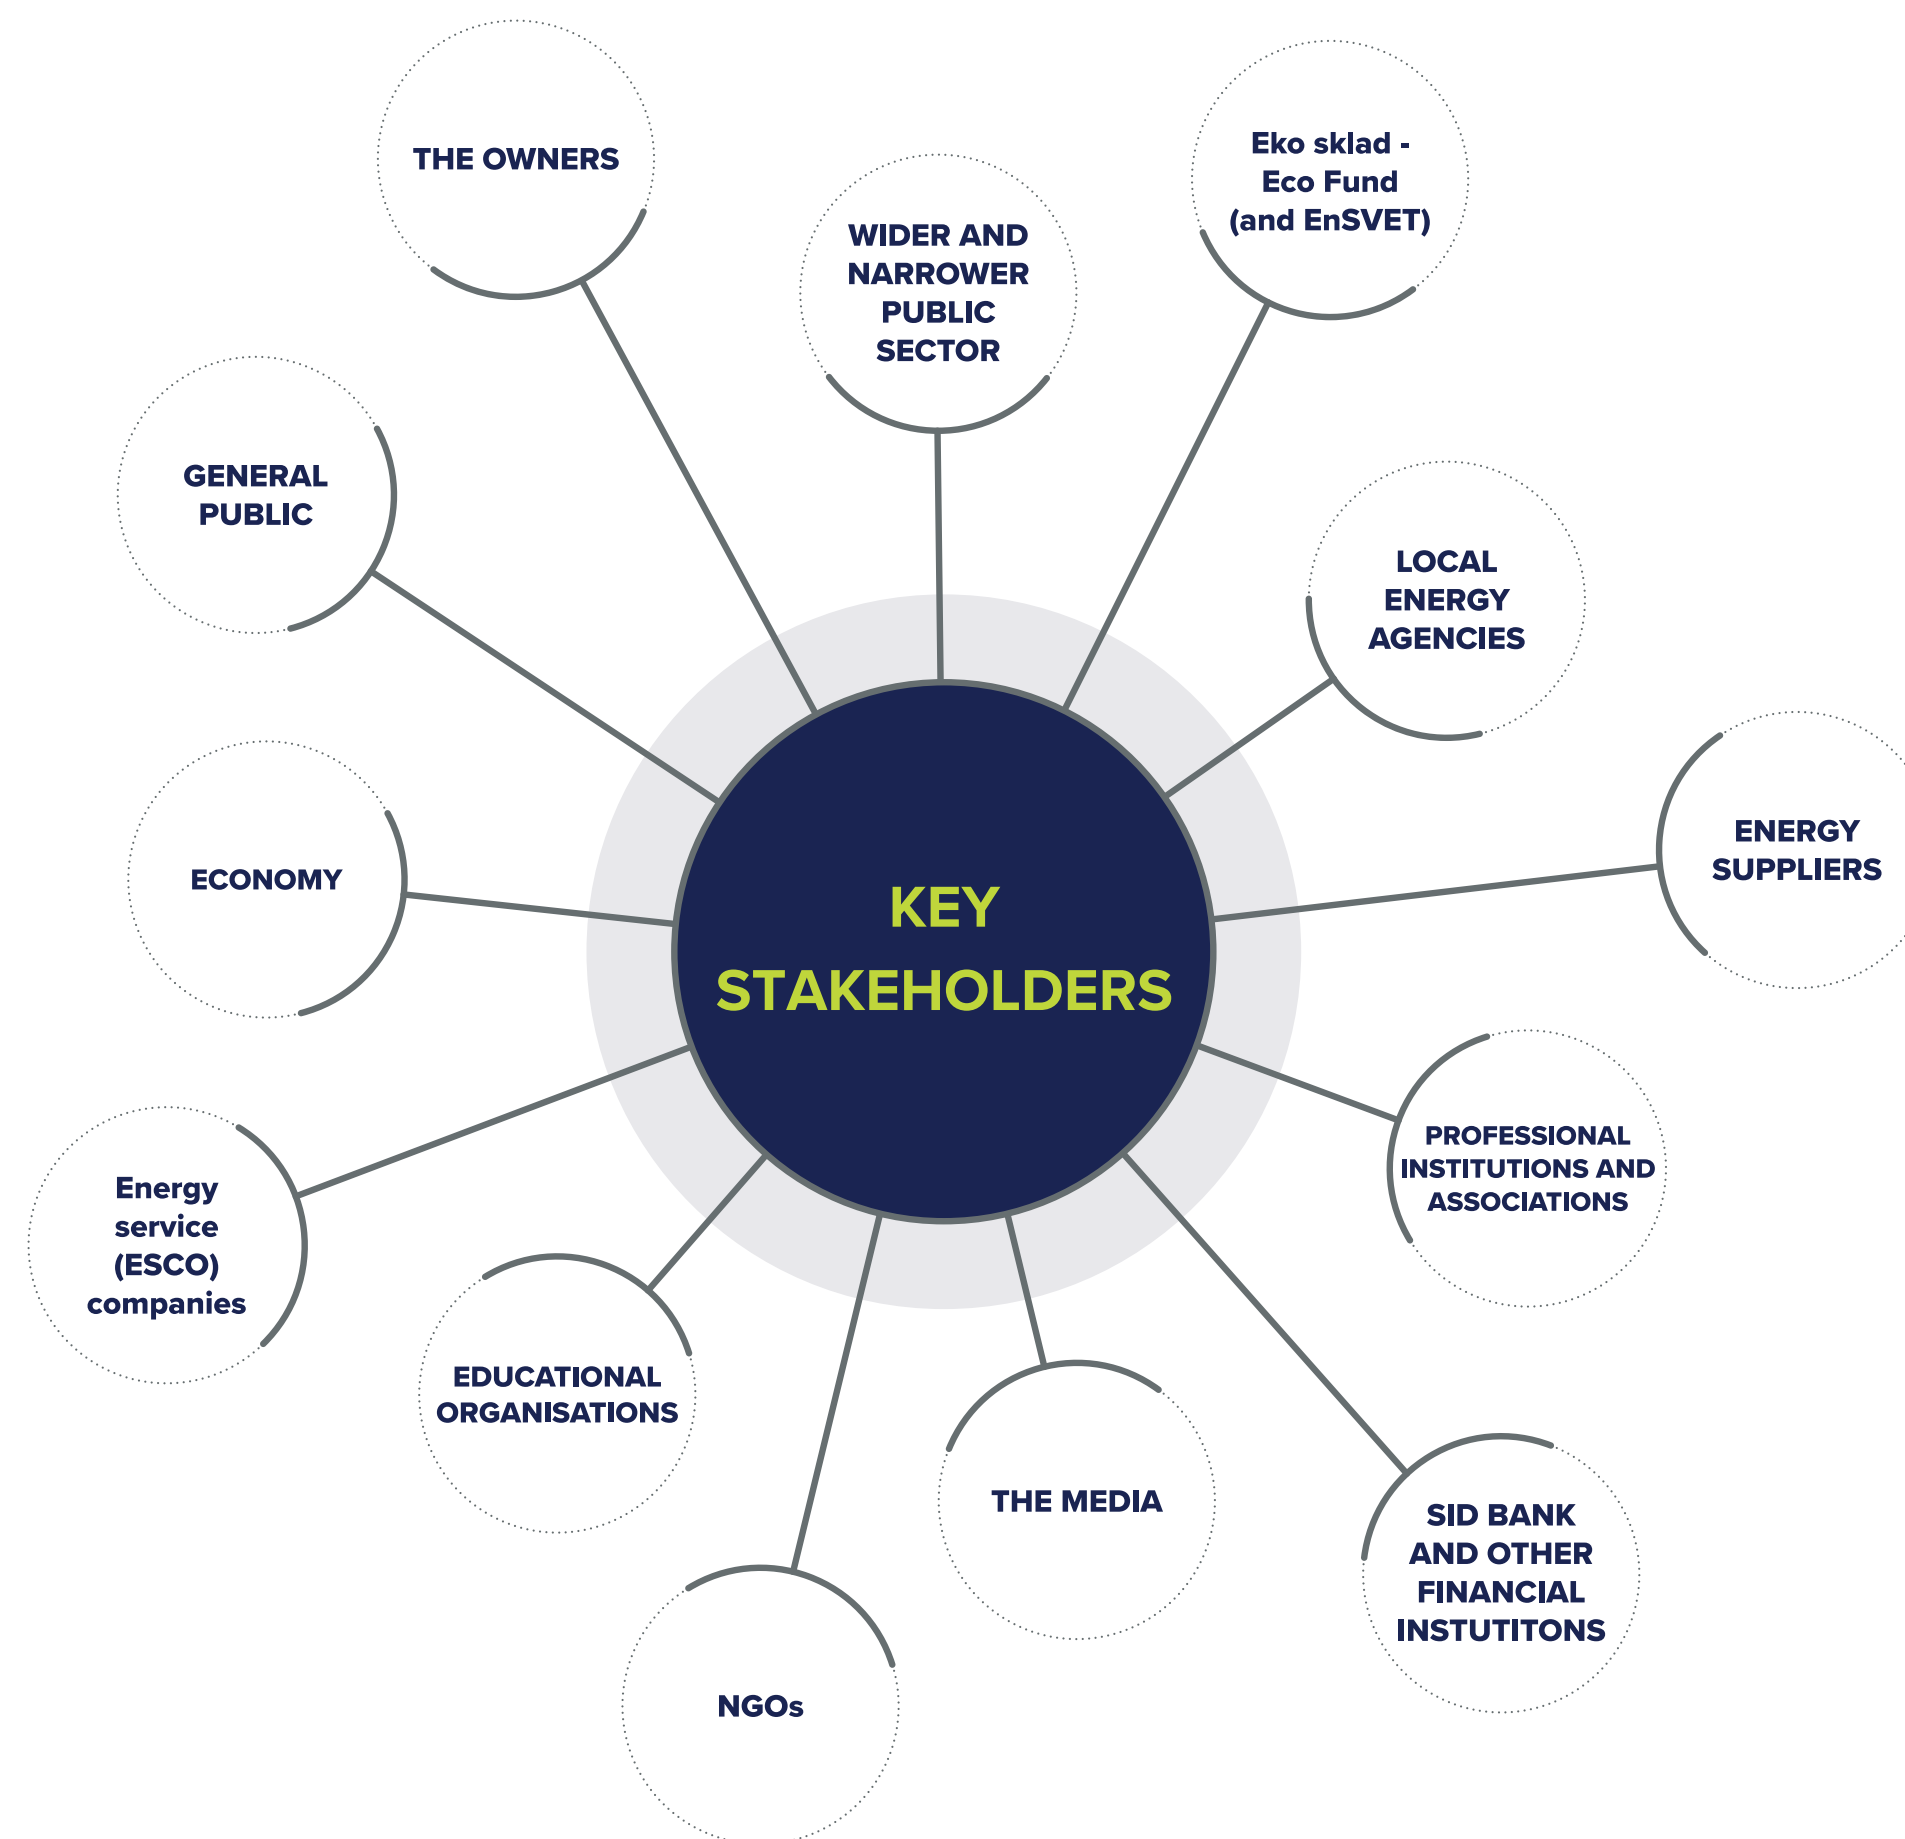 THE OWNERS
WIDER AND
NARROWER
PUBLIC
SECTOR
Eko sklad -
Eco Fund
(and EnSVET)
GENERAL
PUBLIC
LOCAL
ENERGY
AGENCIES
ENERGY
SUPPLIERS
ECONOMY
KEY
STAKEHOLDERS
PROFESSIONAL
INSTITUTIONS AND
ASSOCIATIONS
Energy
service
(ESCO)
companies
EDUCATIONAL
ORGANISATIONS
THE MEDIA
SID BANK
AND OTHER
FINANCIAL
INSTUTITONS
NGOs